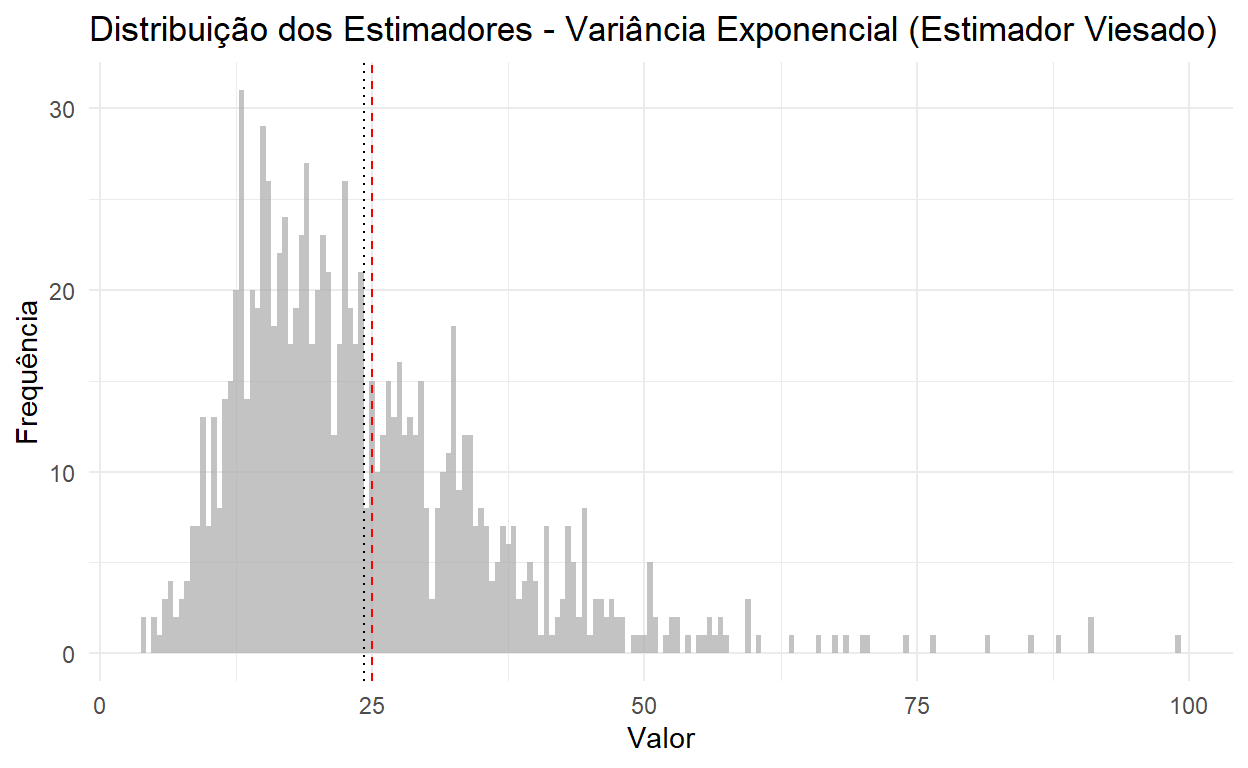 Distribuição dos Estimadores - Variância Exponencial (Estimador Viesado)
Frequência
30
20
10
0
0 25 50 75 100
Valor